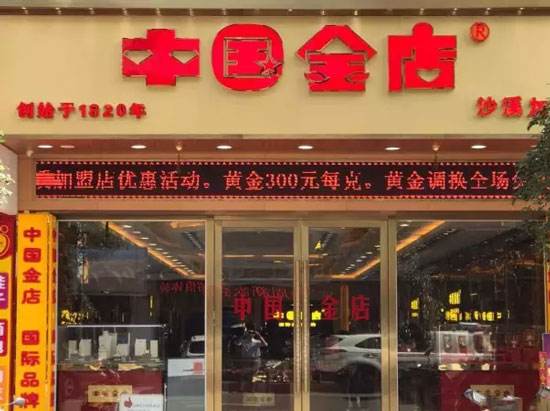 中国金店®
创始于1820年
沙溪加
加盟店优惠活动。黄金300元每克。黄金调换全场免
中国金店 国际品牌
中国金店